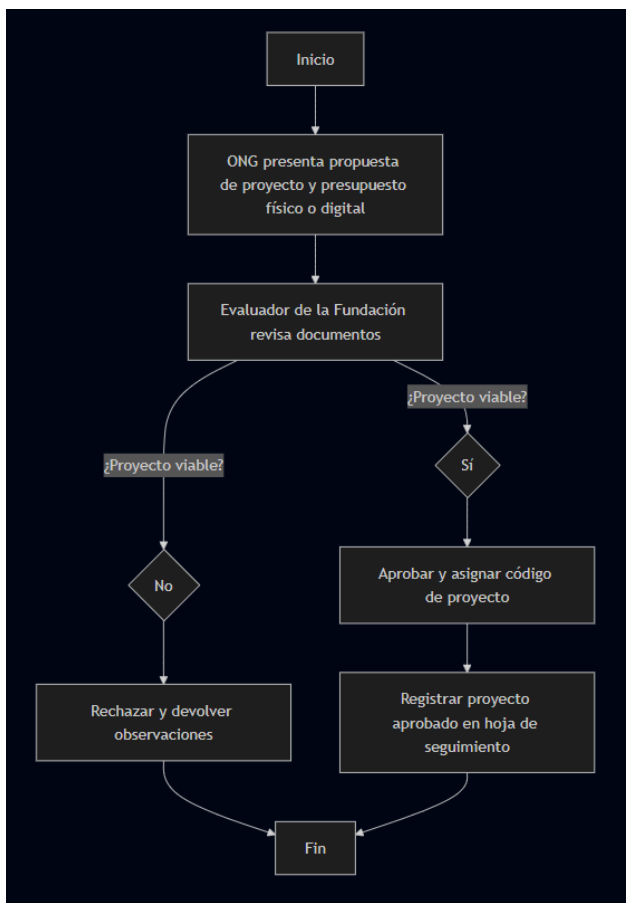 Inicio
ONG presenta propuesta
de proyecto y presupuesto
físico o digital
Evaluador de la Fundación
revisa documentos
¿Proyecto viable?
Sí
¿Proyecto viable?
No
Aprobar y asignar código
de proyecto
Rechazar y devolver
observaciones
Registrar proyecto
aprobado en hoja de
seguimiento
Fin